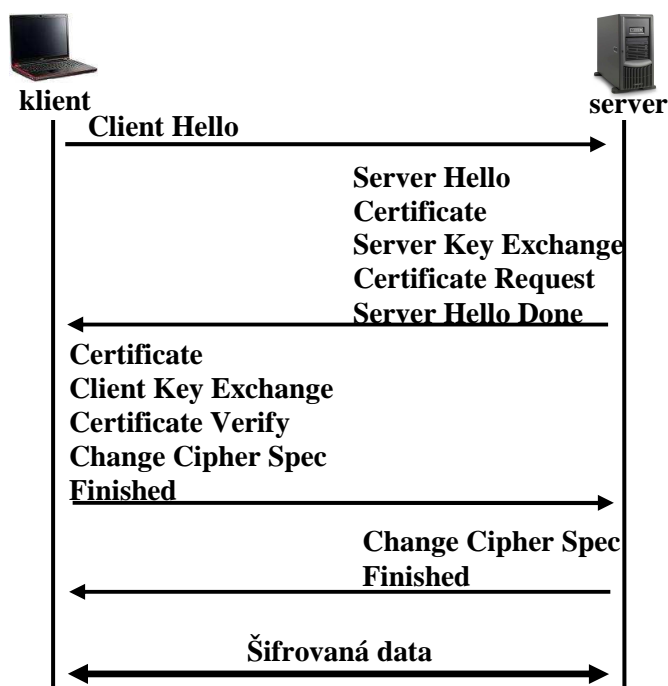 klient
server
Client Hello
Server Hello
Certificate
Server Key Exchange
Certificate Request
Server Hello Done
Certificate
Client Key Exchange
Certificate Verify
Change Cipher Spec
Finished
Change Cipher Spec
Finished
Šifrovaná data